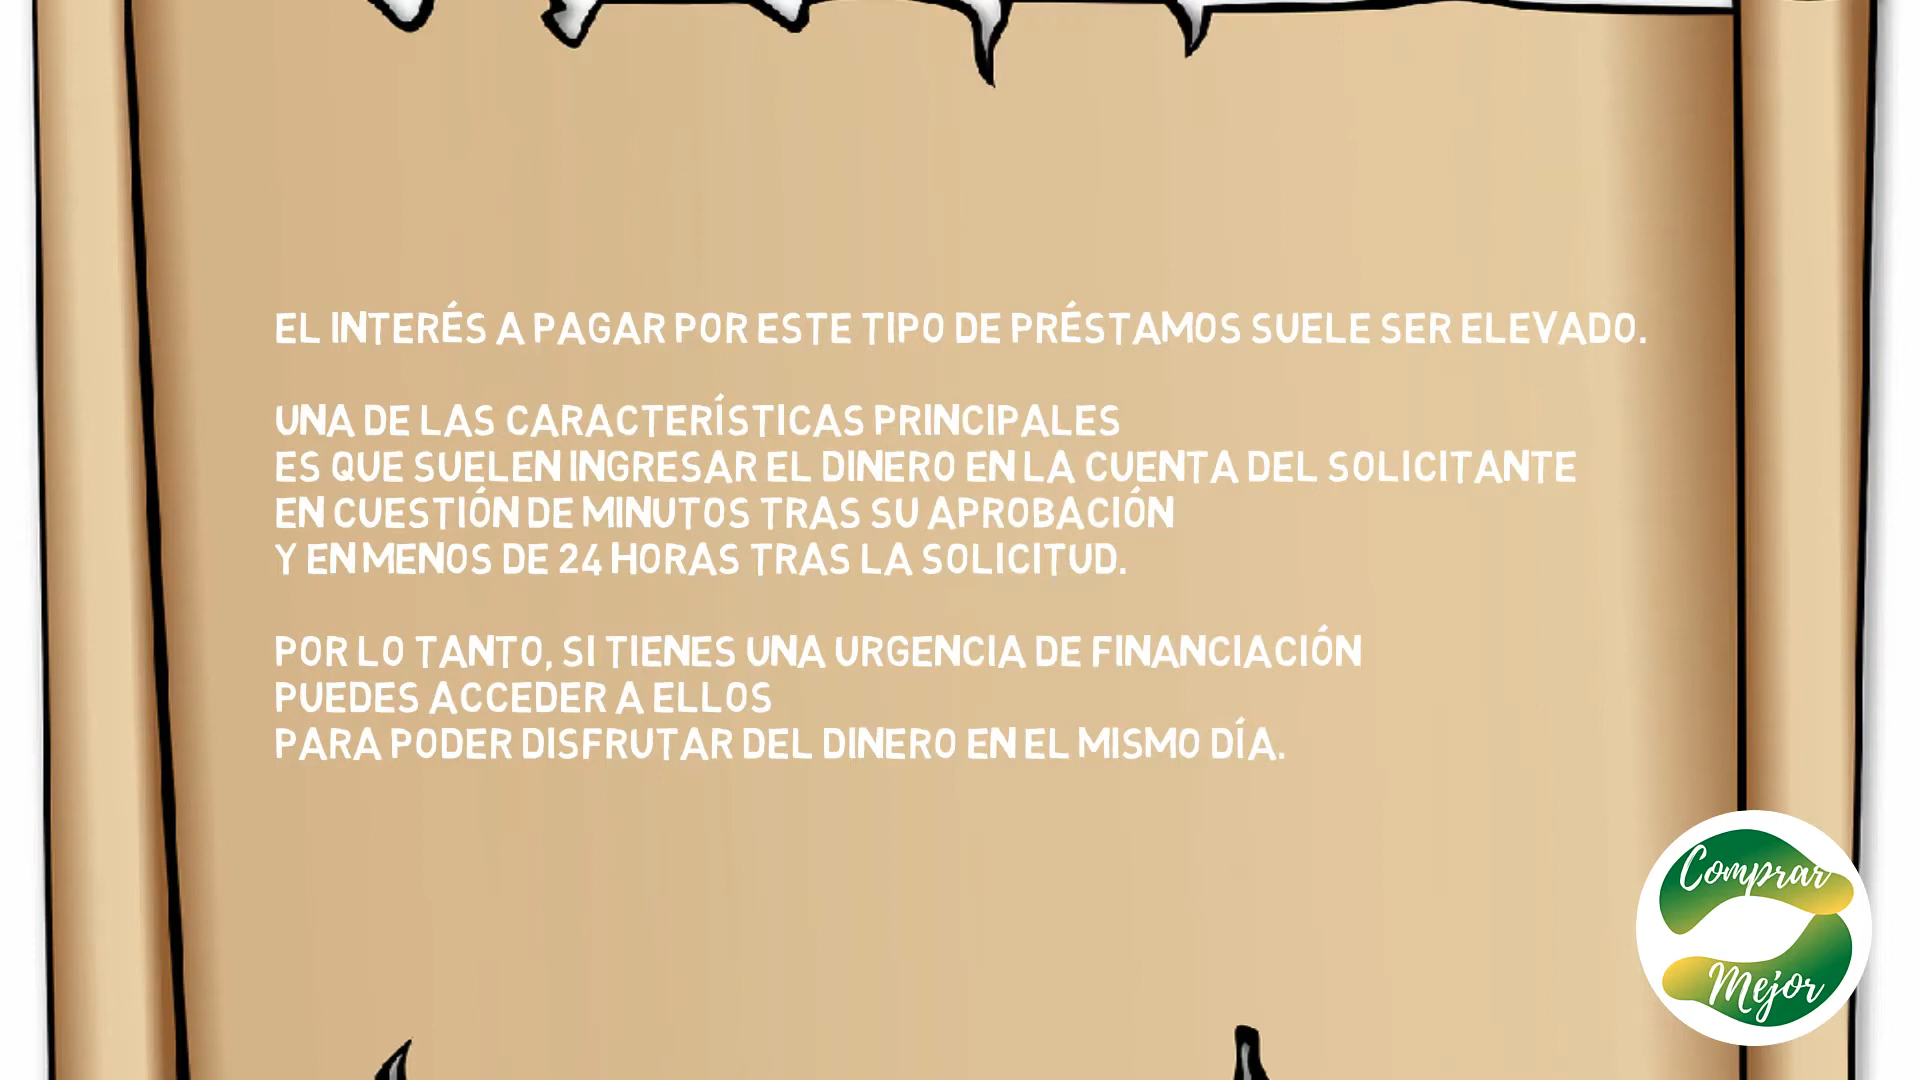 EL INTERÉS A PAGAR POR ESTE TIPO DE PRÉSTAMOS SUELE SER ELEVADO.
UNA DE LAS CARACTERÍSTICAS PRINCIPALES
ES QUE SUELEN INGRESAR EL DINERO EN LA CUENTA DEL SOLICITANTE
EN CUESTIÓN DE MINUTOS TRAS SU APROBACIÓN
Y EN MENOS DE 24 HORAS TRAS LA SOLICITUD.
POR LO TANTO, SI TIENES UNA URGENCIA DE FINANCIACIÓN
PUEDES ACCEDER A ELLOS
PARA PODER DISFRUTAR DEL DINERO EN EL MISMO DÍA.
Comprar
Mejor